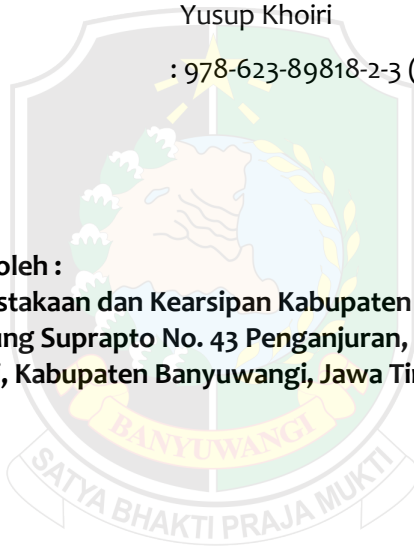 Yusup Khoiri
: 978-623-89818-2-3 (
oleh :
stakaan dan Kearsipan Kabupaten
ung Suprapto No. 43 Penganjuran,
, Kabupaten Banyuwangi, Jawa Tim
BANYUWANGI
SATYA BHAKTI PRAJA MUKTI